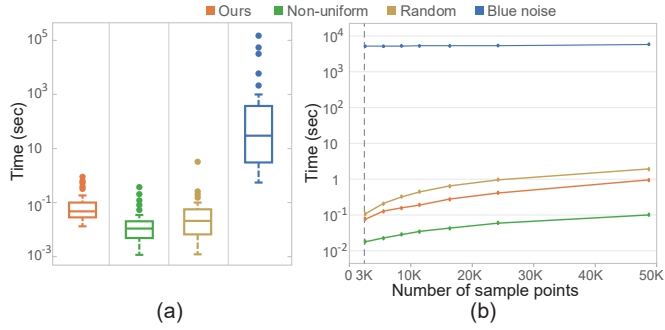 Ours Non-uniform Random Blue noise
Time (sec)
10^5
10^3
10
10^-1
10^-3
(a)
Time (sec)
10^4
10^3
10^2
10
1
10^-1
10^-2
0 3K 10K 20K 30K 40K 50K
Number of sample points
(b)